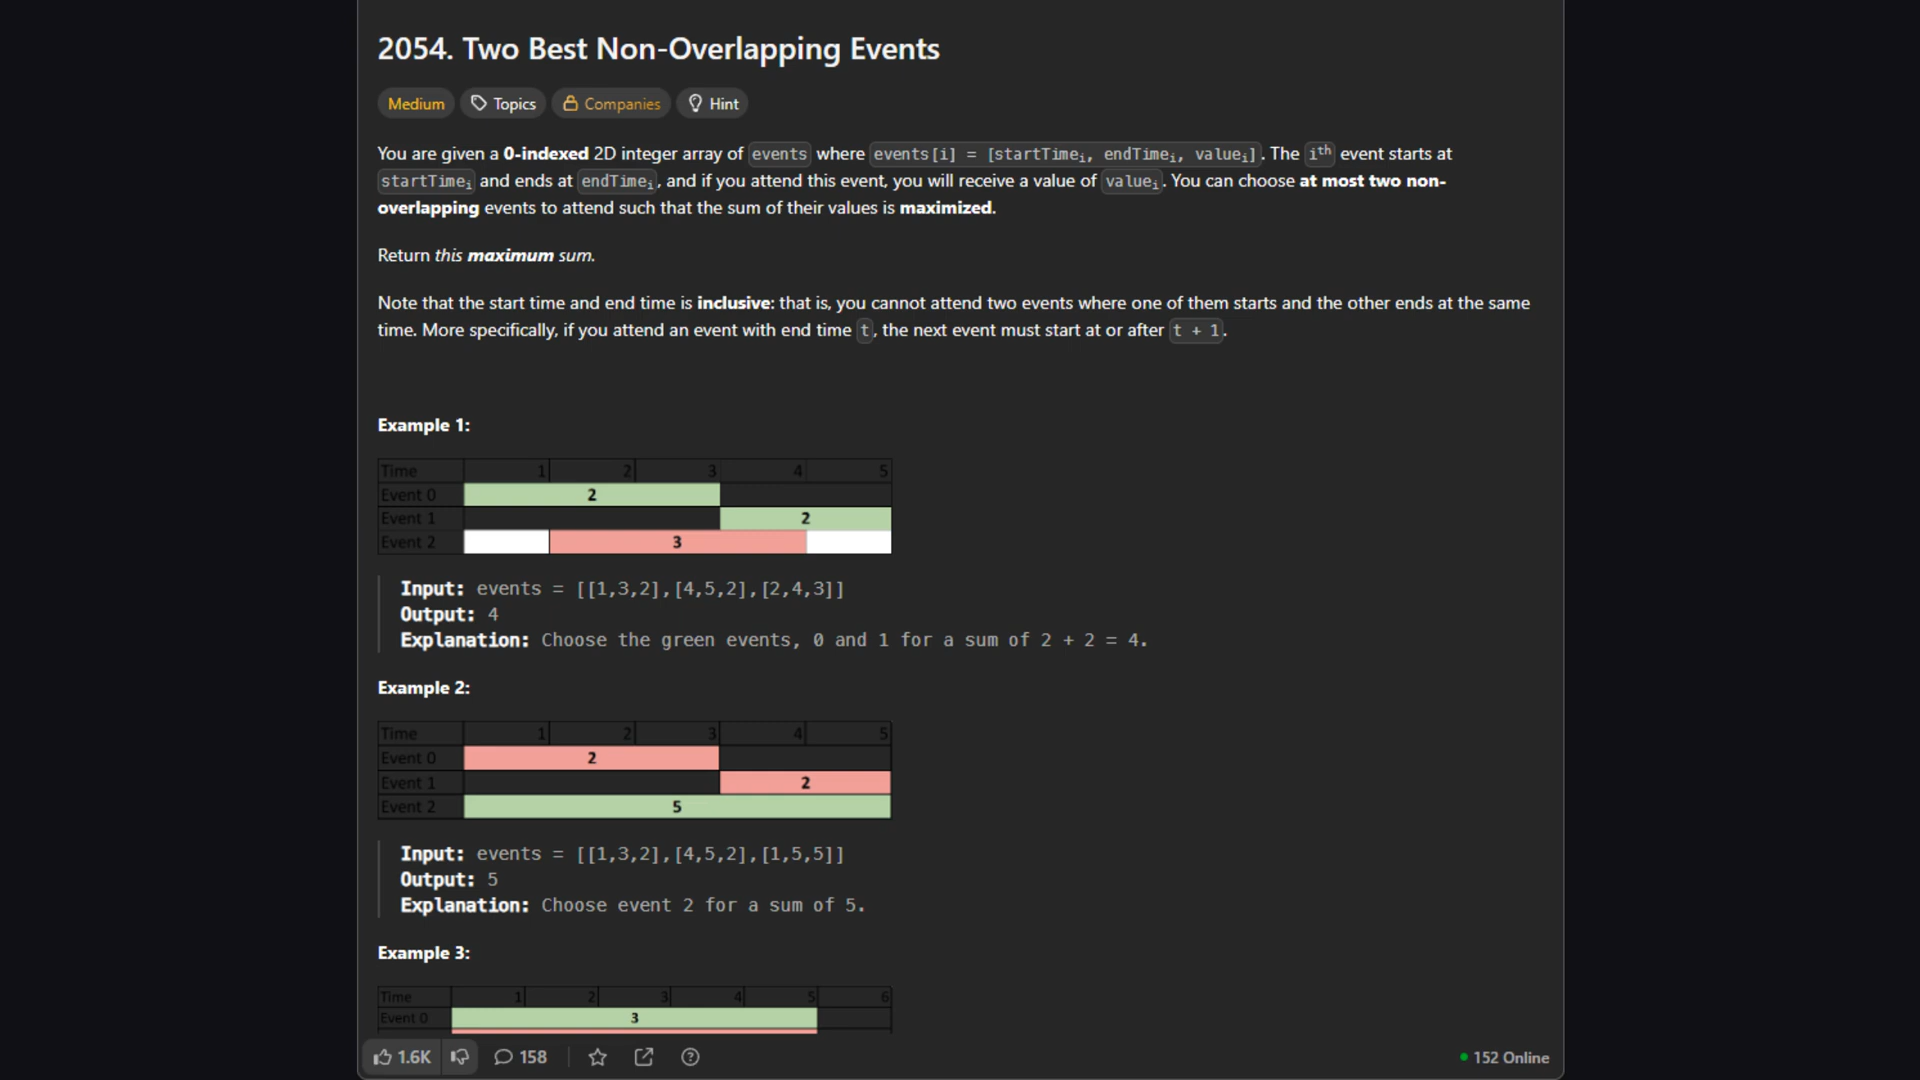 2054. Two Best Non-Overlapping Events
Medium Topics Companies Hint
You are given a 0-indexed 2D integer array of events where events[i] = [startTimeᵢ, endTimeᵢ, valueᵢ]. The iᵗʰ event starts at
startTimeᵢ and ends at endTimeᵢ, and if you attend this event, you will receive a value of valueᵢ. You can choose at most two non-
overlapping events to attend such that the sum of their values is maximized.
Return this maximum sum.
Note that the start time and end time is inclusive: that is, you cannot attend two events where one of them starts and the other ends at the same
time. More specifically, if you attend an event with end time t, the next event must start at or after t + 1.
Example 1:
Time 1 2 3 4 5
Event 0 2
Event 1 2
Event 2 3
Input: events = [[1,3,2],[4,5,2],[2,4,3]]
Output: 4
Explanation: Choose the green events, 0 and 1 for a sum of 2 + 2 = 4.
Example 2:
Time 1 2 3 4 5
Event 0 2
Event 1 2
Event 2 5
Input: events = [[1,3,2],[4,5,2],[1,5,5]]
Output: 5
Explanation: Choose event 2 for a sum of 5.
Example 3:
Time 1 2 3 4 5 6
Event 0 3
1.6K 158 152 Online